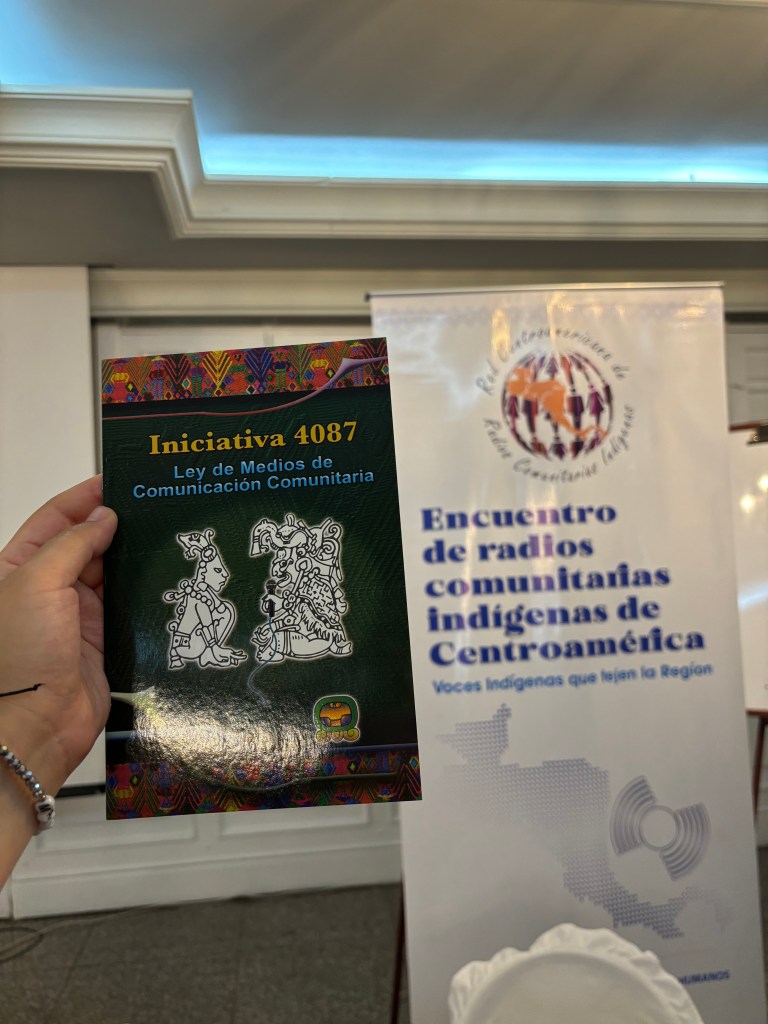 Iniciativa 4087
Ley de Medios de
Comunicación Comunitaria
Red Centroamericana de
Radios Comunitarias Indígenas
Encuentro
de radios
comunitarias
indígenas de
Centroamérica
Voces Indígenas que tejen la Región
HUMANOS